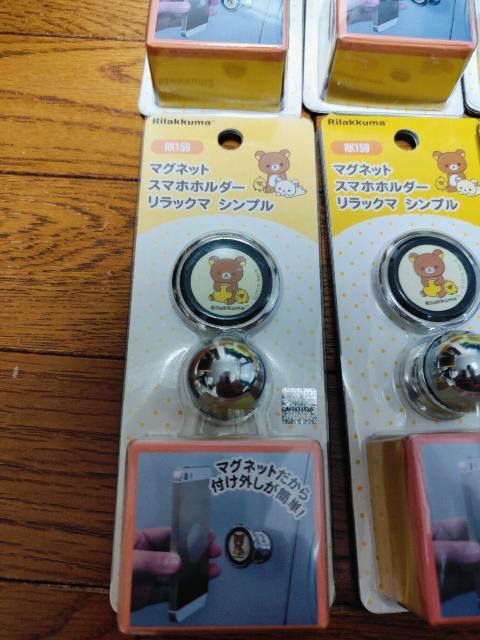 Rilakkuma™
RK159
マグネット
スマホホルダー
リラックマ シンプル
Rilakkuma
マグネットだから
付け外しが簡単!
Rilakkuma™
RK159
マグネット
スマホホルダー
リラックマ シンプル
Rilakkuma